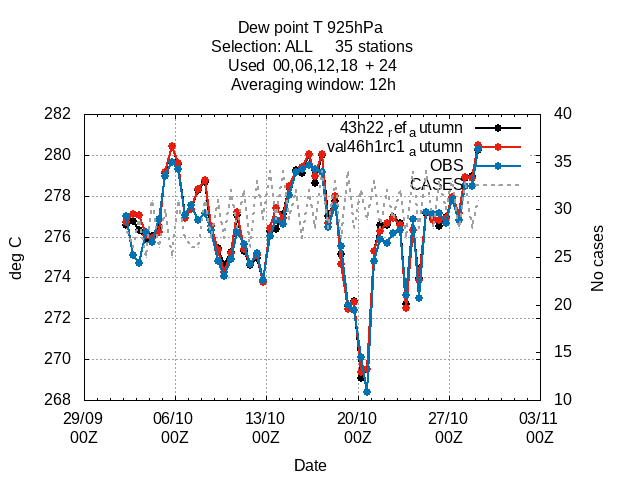 Dew point T 925hPa
Selection: ALL 35 stations
Used 00,06,12,18 + 24
Averaging window: 12h
282 40
43h22refautumn
val46h1rc1autumn
280 35
OBS
CASES
278 30
276 25
deg C No cases
274 20
272
270 15
268 10
29/09 06/10 13/10 20/10 27/10 03/11
00Z 00Z 00Z 00Z 00Z 00Z
Date